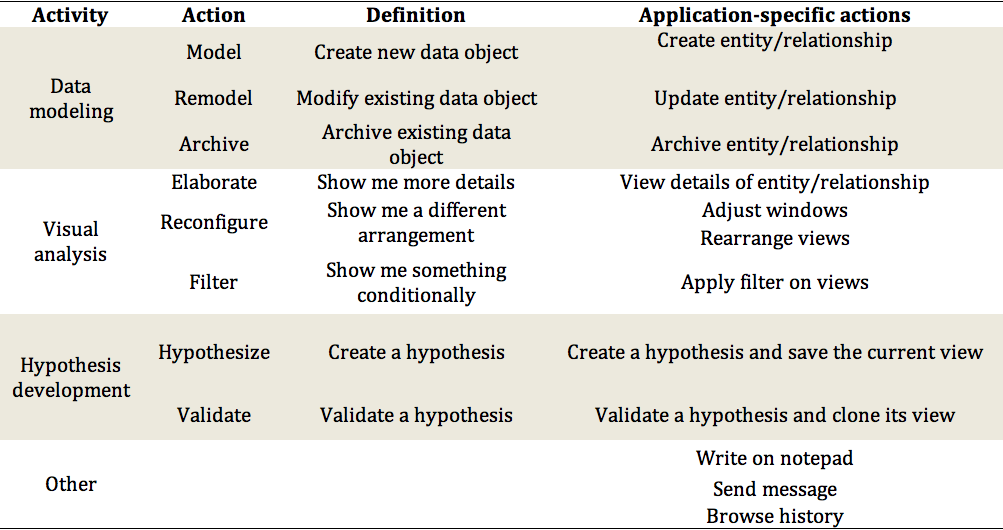 Activity Action Definition Application-specific actions
Data modeling Model Create new data object Create entity/relationship
Remodel Modify existing data object Update entity/relationship
Archive Archive existing data object Archive entity/relationship
Visual analysis Elaborate Show me more details View details of entity/relationship
Reconfigure Show me a different arrangement Adjust windows
Rearrange views
Filter Show me something conditionally Apply filter on views
Hypothesis development Hypothesize Create a hypothesis Create a hypothesis and save the current view
Validate Validate a hypothesis Validate a hypothesis and clone its view
Other Write on notepad
Send message
Browse history